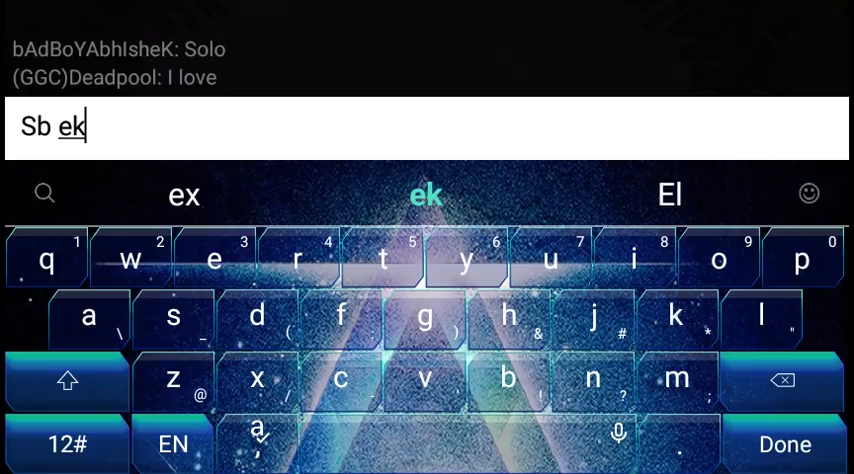 bAdBoYAbhIsheK: Solo
(GGC)Deadpool: I love
Sb ek
ex ek El
q 1 w 2 e 3 r 4 t 5 y 6 u 7 i 8 o 9 p 0
a \ s _ d ( f - g ) h & j # k * l "
z @ x / c - v ' b ! n ? m ;
12# EN a , . Done